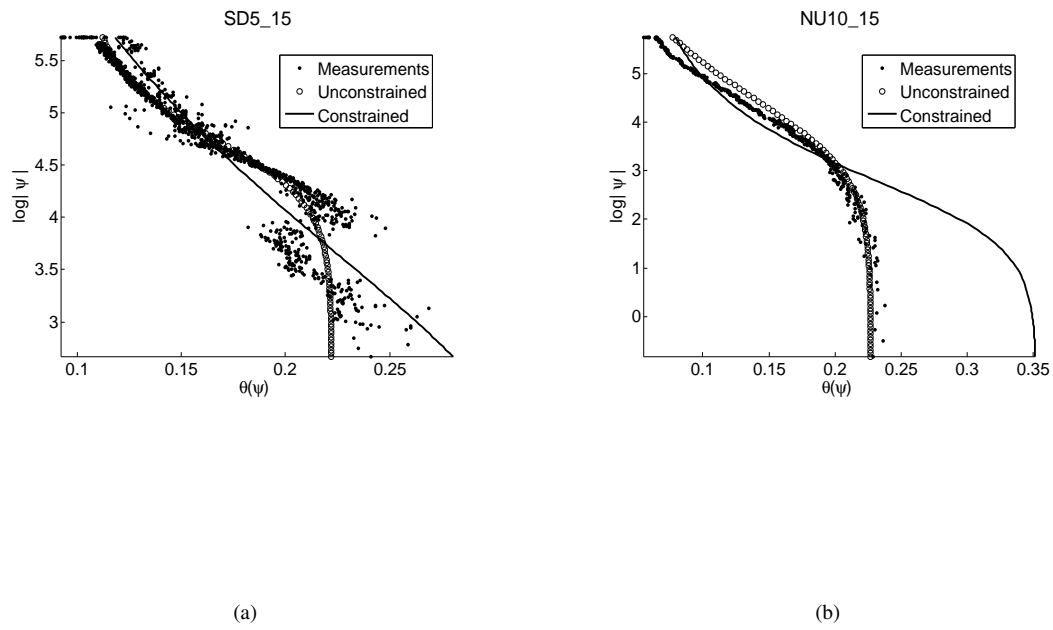 SD5_15
5.5
5
4.5
4
3.5
3
log| ψ |
0.1 0.15 0.2 0.25
θ(ψ)
Measurements
Unconstrained
Constrained
NU10_15
5
4
3
2
1
0
log| ψ |
0.1 0.15 0.2 0.25 0.3 0.35
θ(ψ)
Measurements
Unconstrained
Constrained
(a)
(b)